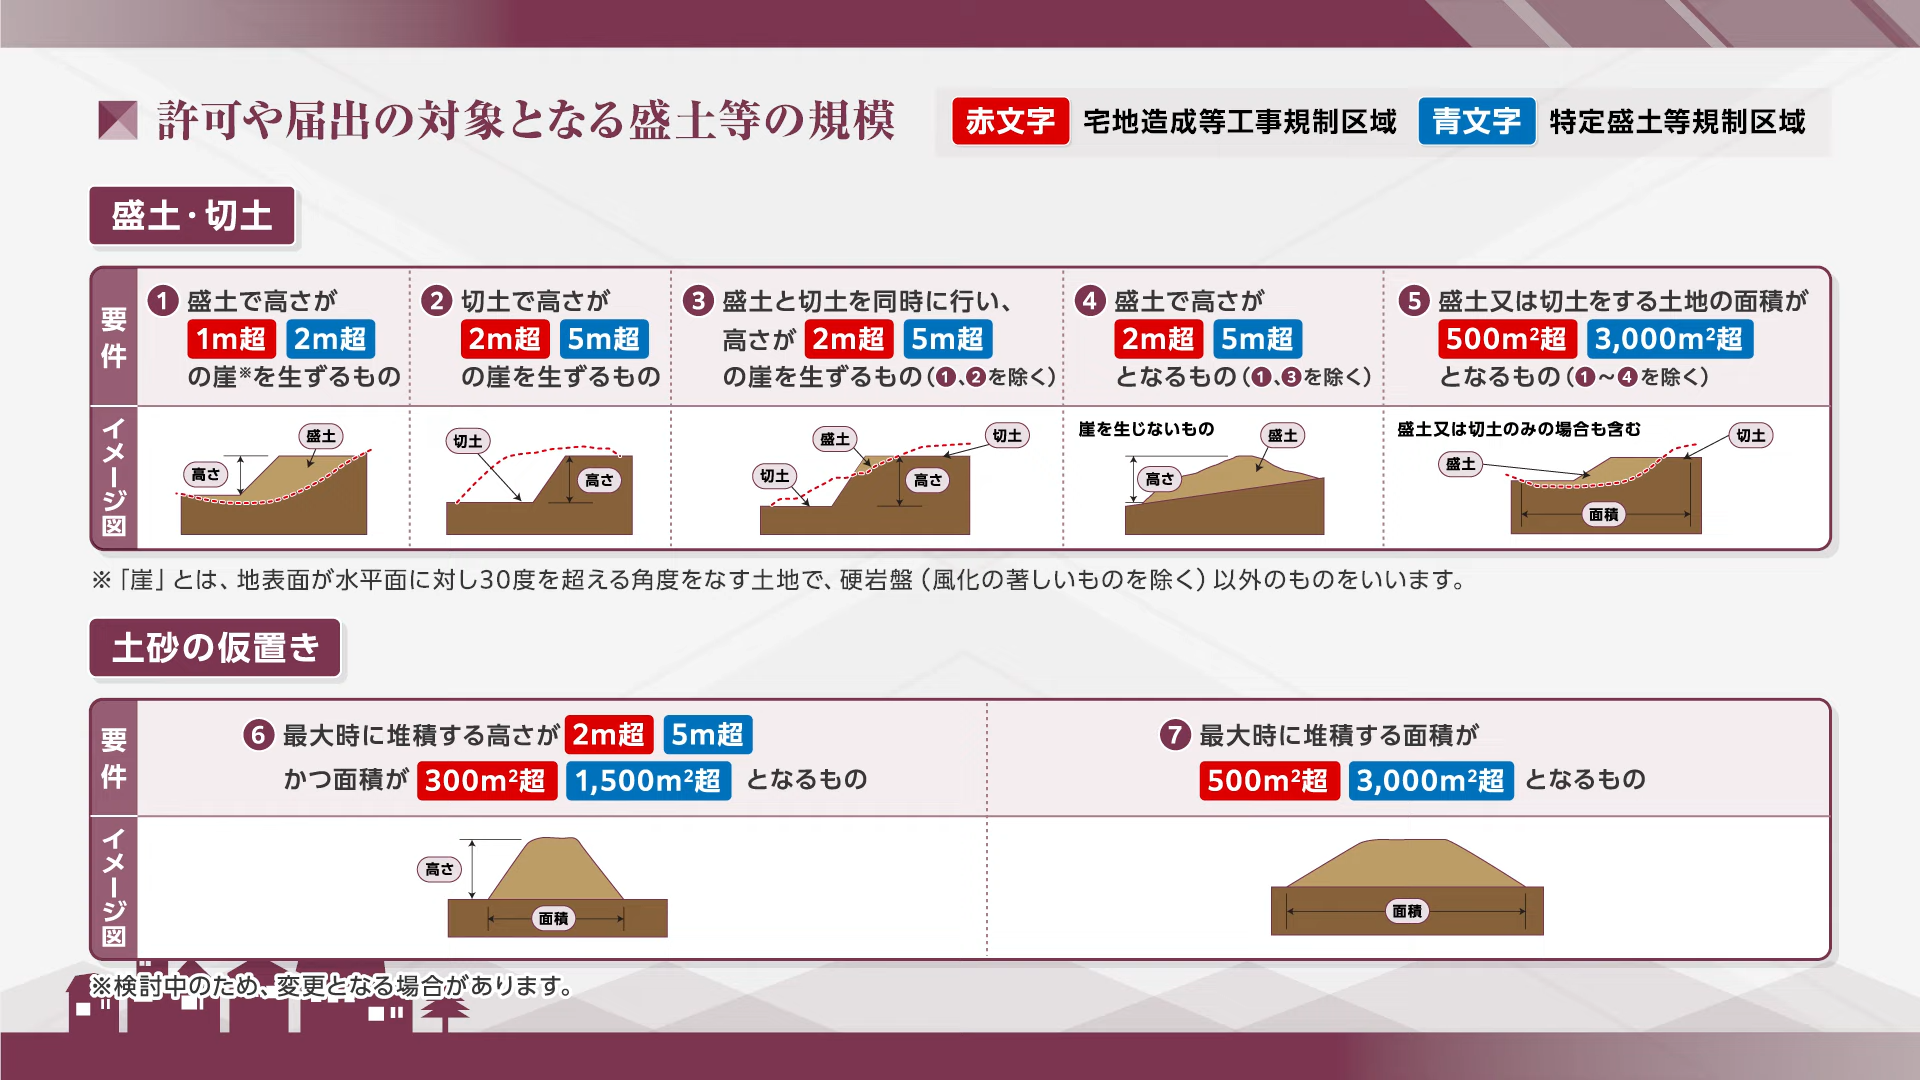 許可や届出の対象となる盛土等の規模
赤文字 宅地造成等工事規制区域 青文字 特定盛土等規制区域
盛土・切土
要件
①盛土で高さが
1m超 2m超
の崖※を生ずるもの
②切土で高さが
2m超 5m超
の崖を生ずるもの
③盛土と切土を同時に行い、
高さが 2m超 5m超
の崖を生ずるもの(①、②を除く)
④盛土で高さが
2m超 5m超
となるもの(①、③を除く)
⑤盛土又は切土をする土地の面積が
500m²超 3,000m²超
となるもの(①~④を除く)
イメージ図
盛土
高さ
切土
高さ
盛土
切土
切土
高さ
崖を生じないもの
盛土
高さ
盛土又は切土のみの場合も含む
切土
盛土
面積
※「崖」とは、地表面が水平面に対し30度を超える角度をなす土地で、硬岩盤(風化の著しいものを除く)以外のものをいいます。
土砂の仮置き
要件
⑥最大時に堆積する高さが 2m超 5m超
かつ面積が 300m²超 1,500m²超 となるもの
⑦最大時に堆積する面積が
500m²超 3,000m²超 となるもの
イメージ図
高さ
面積
面積
※検討中のため、変更となる場合があります。